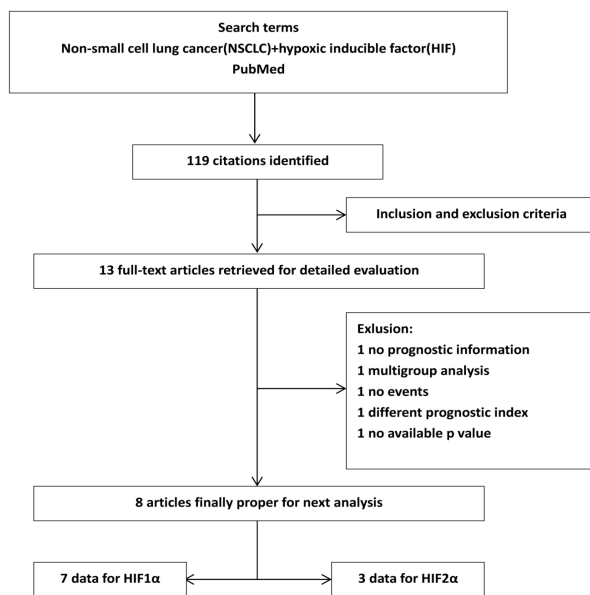 Search terms
Non-small cell lung cancer(NSCLC)+hypoxic inducible factor(HIF)
PubMed
119 citations identified
Inclusion and exclusion criteria
13 full-text articles retrieved for detailed evaluation
Exlusion:
1 no prognostic information
1 multigroup analysis
1 no events
1 different prognostic index
1 no available p value
8 articles finally proper for next analysis
7 data for HIF1α
3 data for HIF2α